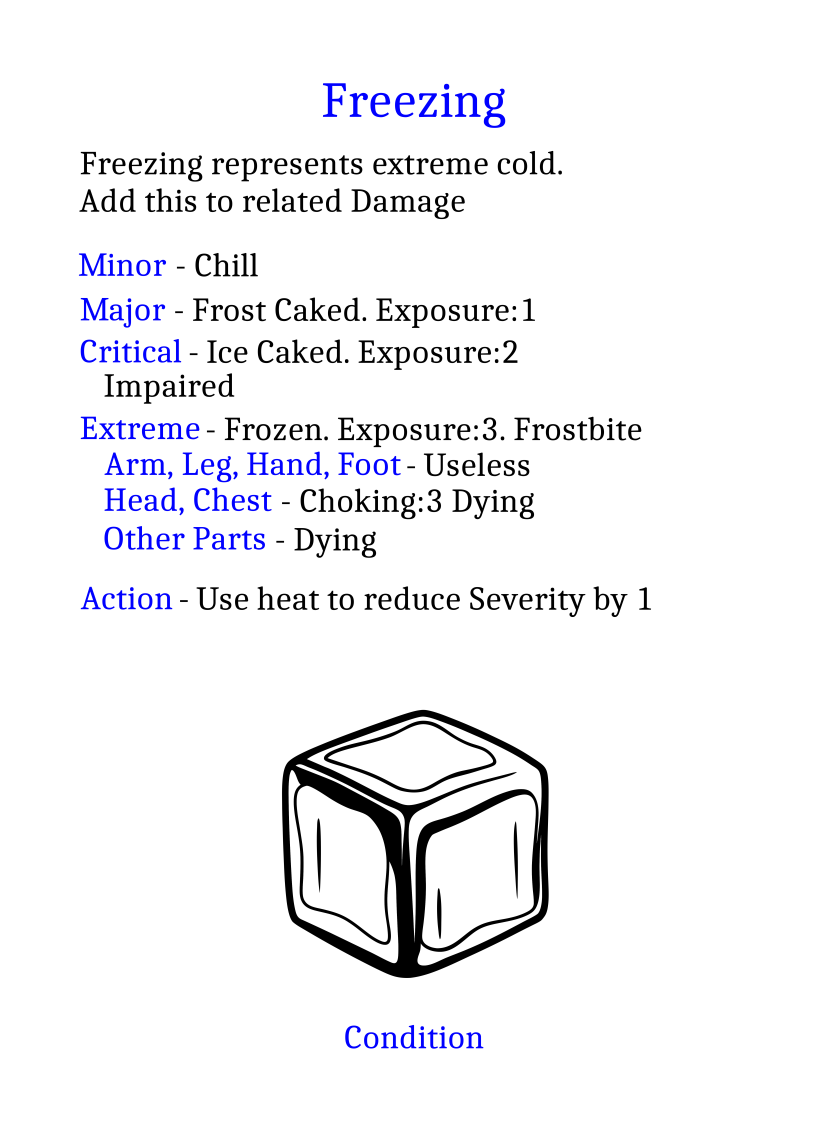 Freezing
Freezing represents extreme cold.
Add this to related Damage
Minor - Chill
Major - Frost Caked. Exposure:1
Critical - Ice Caked. Exposure:2
Impaired
Extreme - Frozen. Exposure:3. Frostbite
Arm, Leg, Hand, Foot - Useless
Head, Chest - Choking:3 Dying
Other Parts - Dying
Action - Use heat to reduce Severity by 1
Condition